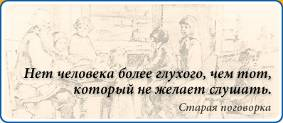 Нет человека более глухого, чем тот,
который не желает слушать.
Старая поговорка